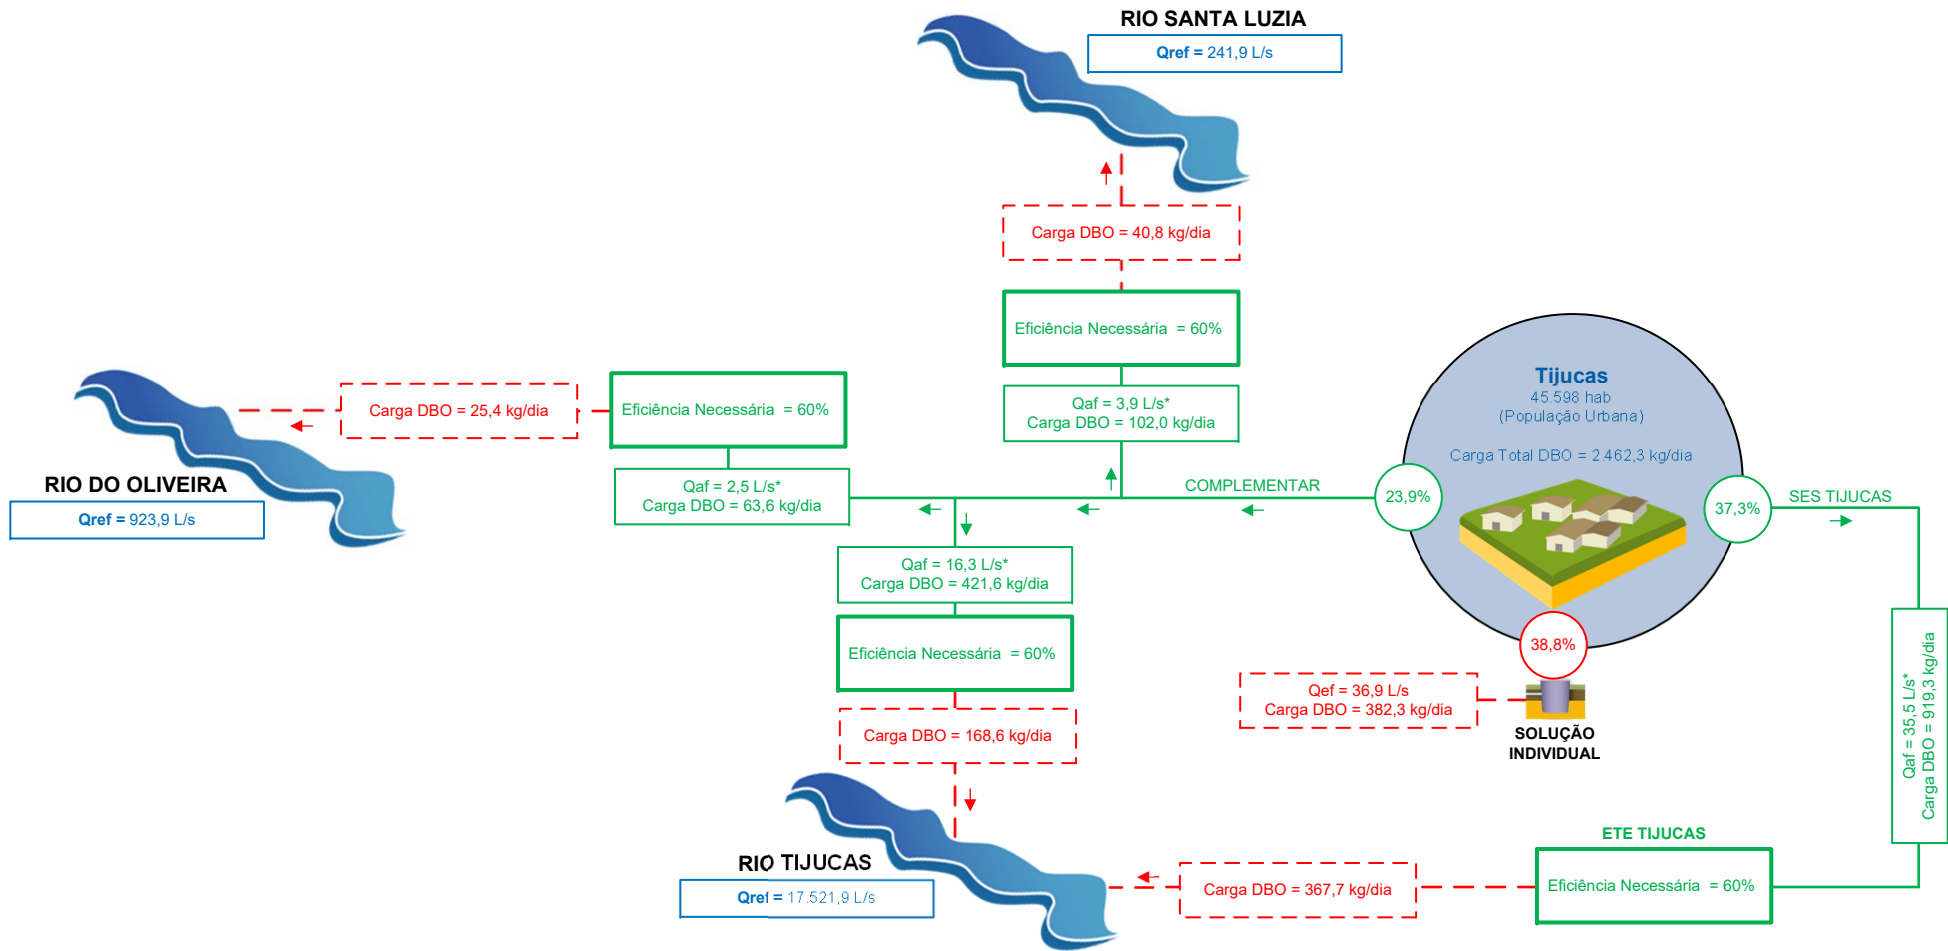 RIO SANTA LUZIA
Qref = 241,9 L/s
Carga DBO = 40,8 kg/dia
Eficiência Necessária = 60%
Qaf = 3,9 L/s*
Carga DBO = 102,0 kg/dia
Tijucas
45.598 hab
(População Urbana)
Carga Total DBO = 2.462,3 kg/dia
COMPLEMENTAR
23,9%
37,3%
SES TIJUCAS
38,8%
Carga DBO = 25,4 kg/dia
Eficiência Necessária = 60%
RIO DO OLIVEIRA
Qref = 923,9 L/s
Qaf = 2,5 L/s*
Carga DBO = 63,6 kg/dia
Qaf = 16,3 L/s*
Carga DBO = 421,6 kg/dia
Eficiência Necessária = 60%
Carga DBO = 168,6 kg/dia
Qef = 36,9 L/s
Carga DBO = 382,3 kg/dia
SOLUÇÃO
INDIVIDUAL
Qaf = 35,5 L/s*
Carga DBO = 919,3 kg/dia
RIO TIJUCAS
Qref = 17.521,9 L/s
Carga DBO = 367,7 kg/dia
ETE TIJUCAS
Eficiência Necessária = 60%